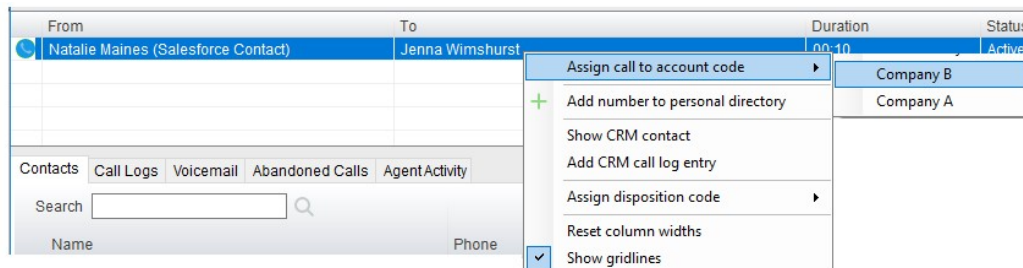 From To Duration Status
Natalie Maines (Salesforce Contact) Jenna Wimshurst 00:10 Active
Assign call to account code
Company B
Company A
Add number to personal directory
Show CRM contact
Add CRM call log entry
Assign disposition code
Reset column widths
Show gridlines
Contacts Call Logs Voicemail Abandoned Calls Agent Activity
Search
Name Phone